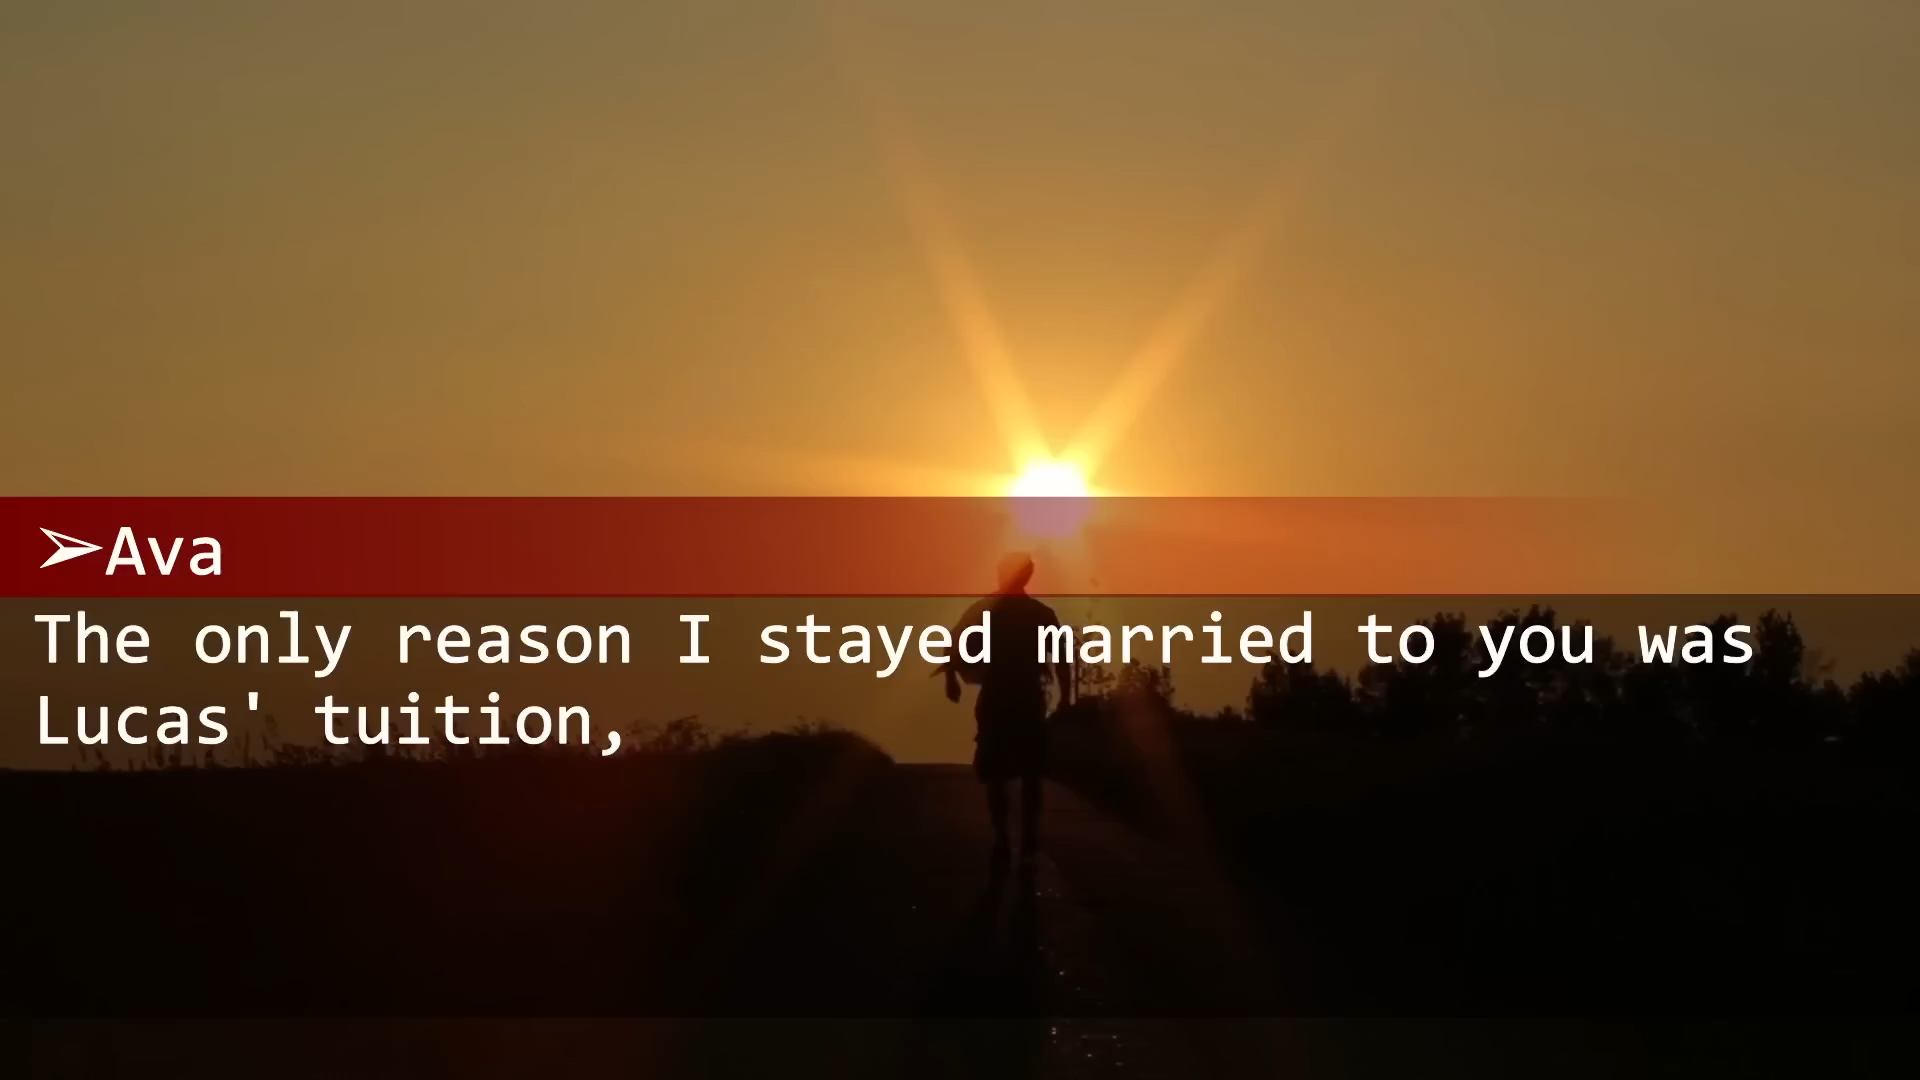 ➢Ava
The only reason I stayed married to you was
Lucas' tuition,